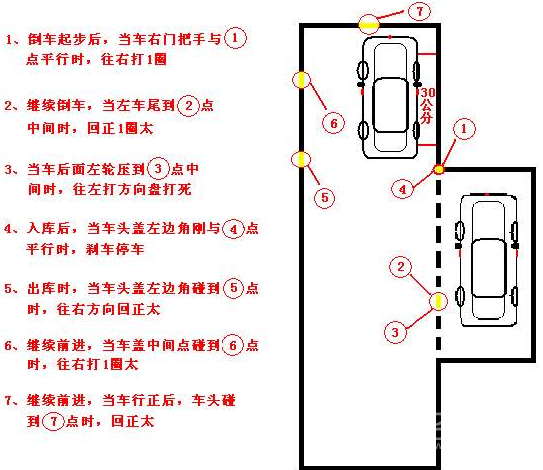 1、倒车起步后，当车右门把手与①
点平行时，往右打1圈
2、继续倒车，当左车尾到②点
中间时，回正1圈太
3、当车后面左轮压到③点中
间时，往左打方向盘打死
4、入库后，当车头盖左边角刚与④点
平行时，刹车停车
5、出库时，当车头盖左边角碰到⑤点
时，往右方向回正太
6、继续前进，当车盖中间点碰到⑥点
时，往右打1圈太
7、继续前进，当车行正后，车头碰
到⑦点时，回正太
7
30
公
分
6
1
5
4
2
3